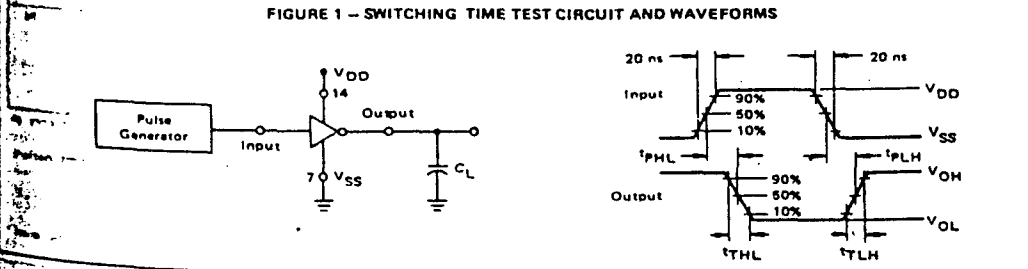 FIGURE 1 – SWITCHING TIME TEST CIRCUIT AND WAVEFORMS
VDD
14
Pulse
Generator
Input
Output
7
VSS
CL
20 ns
20 ns
Input
90%
50%
10%
VDD
VSS
tPHL
tPLH
Output
90%
50%
10%
VOH
VOL
tTHL
tTLH